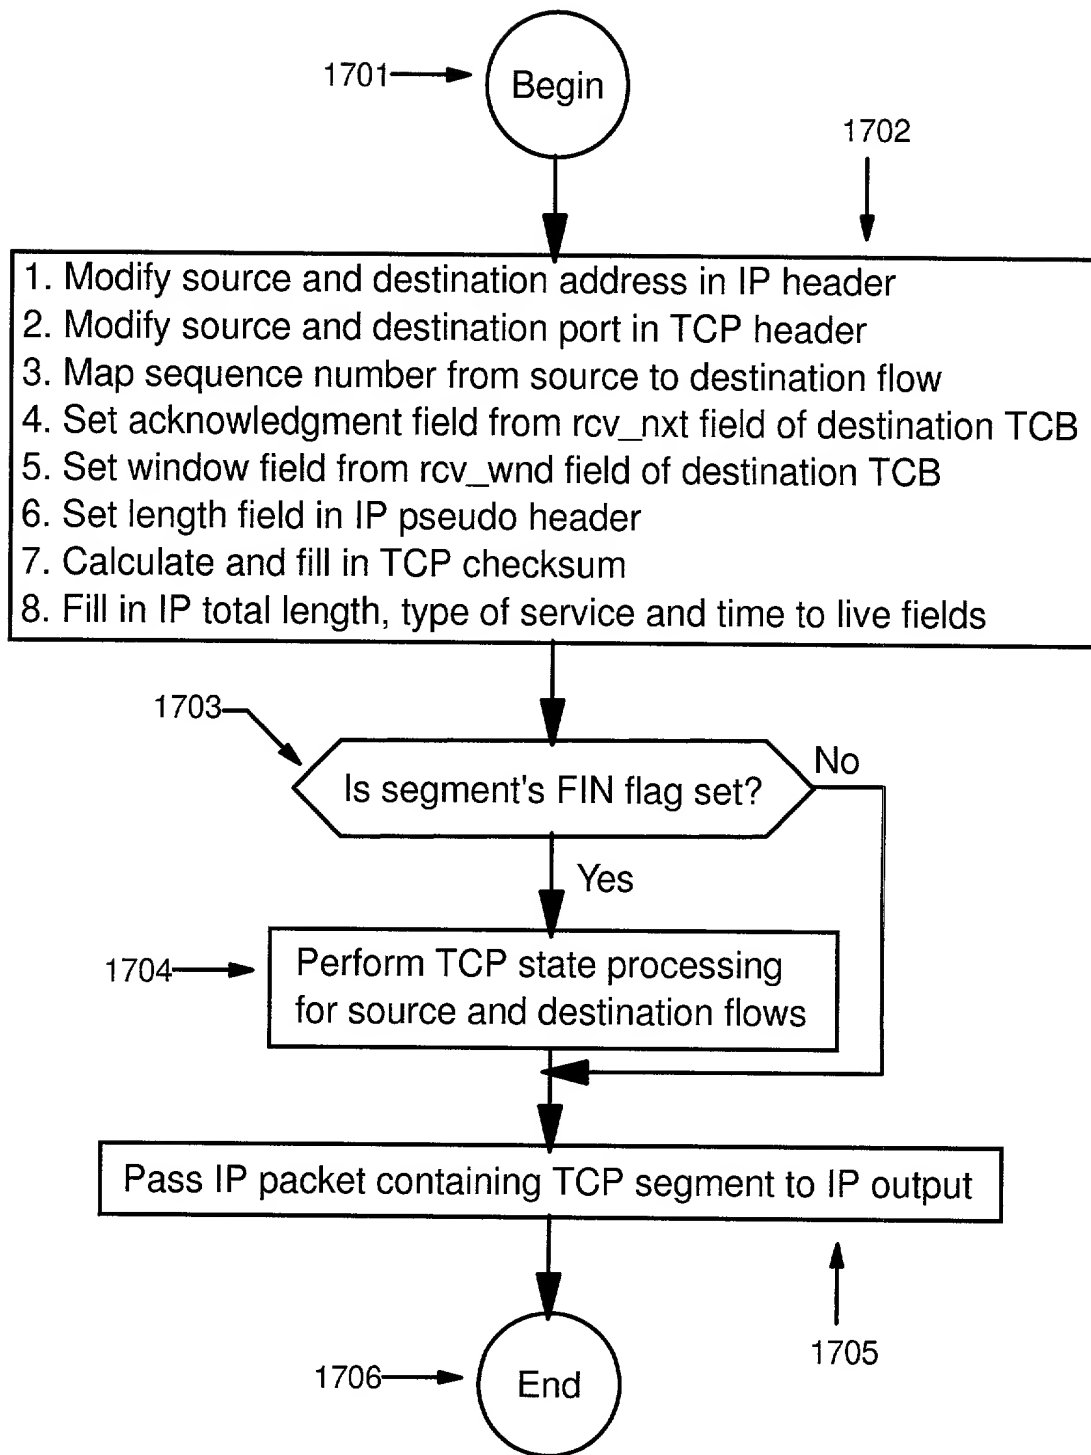 1701
Begin
1702
1. Modify source and destination address in IP header
2. Modify source and destination port in TCP header
3. Map sequence number from source to destination flow
4. Set acknowledgment field from rcv_nxt field of destination TCB
5. Set window field from rcv_wnd field of destination TCB
6. Set length field in IP pseudo header
7. Calculate and fill in TCP checksum
8. Fill in IP total length, type of service and time to live fields
1703
Is segment's FIN flag set?
No
Yes
1704
Perform TCP state processing
for source and destination flows
Pass IP packet containing TCP segment to IP output
1705
1706
End